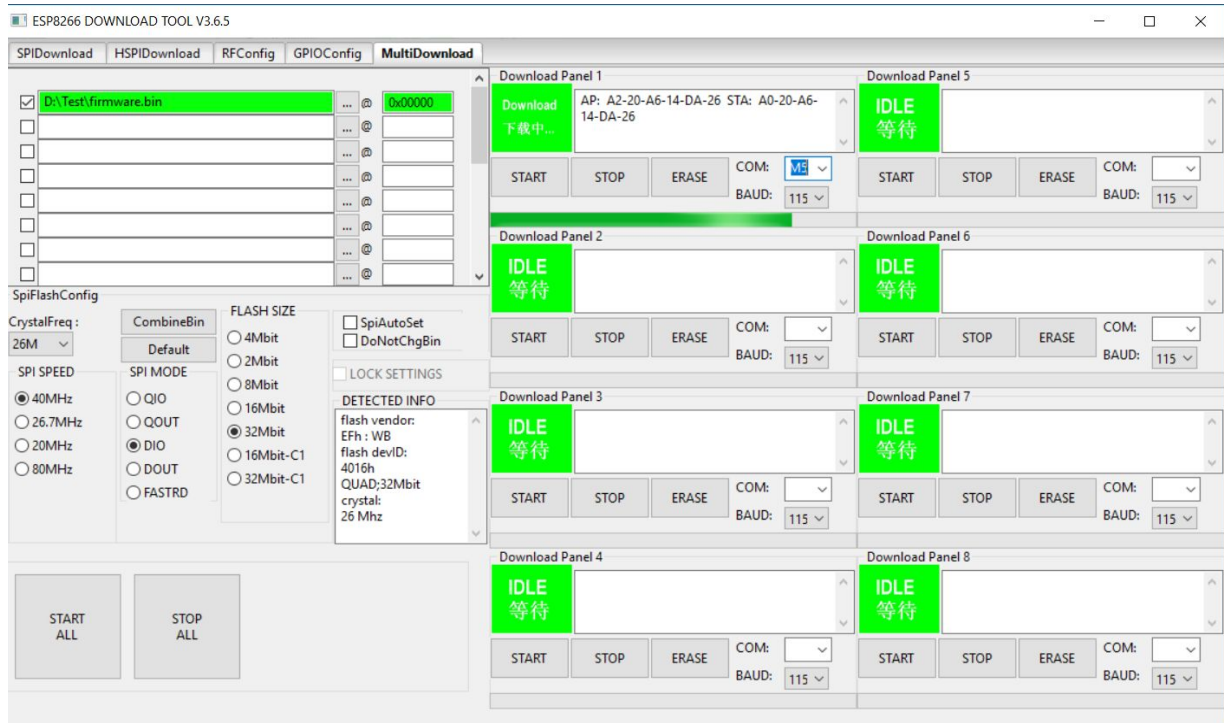 ESP8266 DOWNLOAD TOOL V3.6.5
SPIDownload HSPIDownload RFConfig GPIOConfig MultiDownload
D:\Test\firmware.bin ... @ 0x00000
... @
... @
... @
... @
... @
... @
... @
SpiFlashConfig
CrystalFreq :
26M
CombineBin
Default
SPI SPEED
40MHz
26.7MHz
20MHz
80MHz
SPI MODE
QIO
QOUT
DIO
DOUT
FASTRD
FLASH SIZE
4Mbit
2Mbit
8Mbit
16Mbit
32Mbit
16Mbit-C1
32Mbit-C1
SpiAutoSet
DoNotChgBin
LOCK SETTINGS
DETECTED INFO
flash vendor:
EFh : WB
flash devID:
4016h
QUAD;32Mbit
crystal:
26 Mhz
START
ALL
STOP
ALL
Download Panel 1
Download
下载中...
AP: A2-20-A6-14-DA-26 STA: A0-20-A6-
14-DA-26
START STOP ERASE
COM:
BAUD: 115
Download Panel 2
IDLE
等待
START STOP ERASE
COM:
BAUD: 115
Download Panel 3
IDLE
等待
START STOP ERASE
COM:
BAUD: 115
Download Panel 4
IDLE
等待
START STOP ERASE
COM:
BAUD: 115
Download Panel 5
IDLE
等待
START STOP ERASE
COM:
BAUD: 115
Download Panel 6
IDLE
等待
START STOP ERASE
COM:
BAUD: 115
Download Panel 7
IDLE
等待
START STOP ERASE
COM:
BAUD: 115
Download Panel 8
IDLE
等待
START STOP ERASE
COM:
BAUD: 115